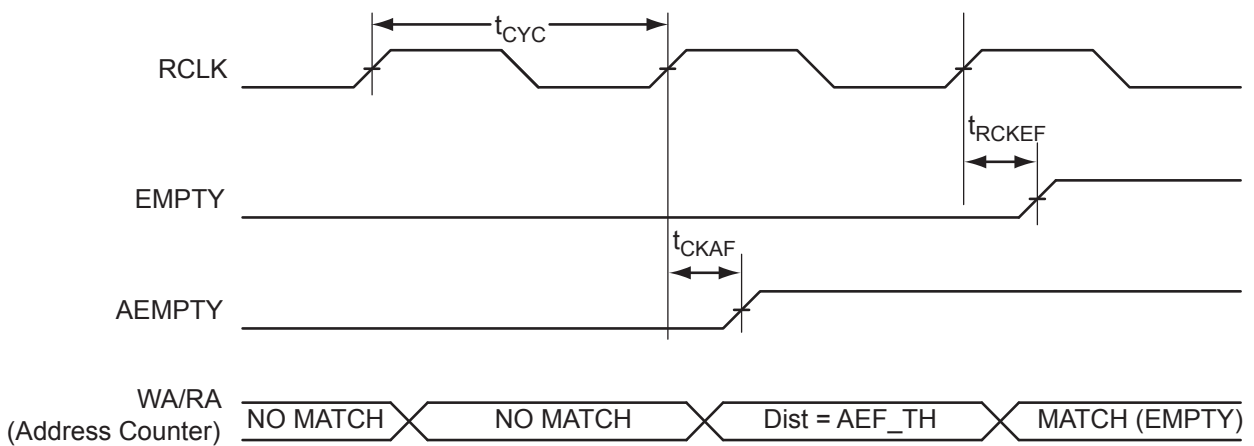 tCYC
RCLK
tRCKEF
EMPTY
tCKAF
AEMPTY
WA/RA
(Address Counter)
NO MATCH
NO MATCH
Dist = AEF_TH
MATCH (EMPTY)